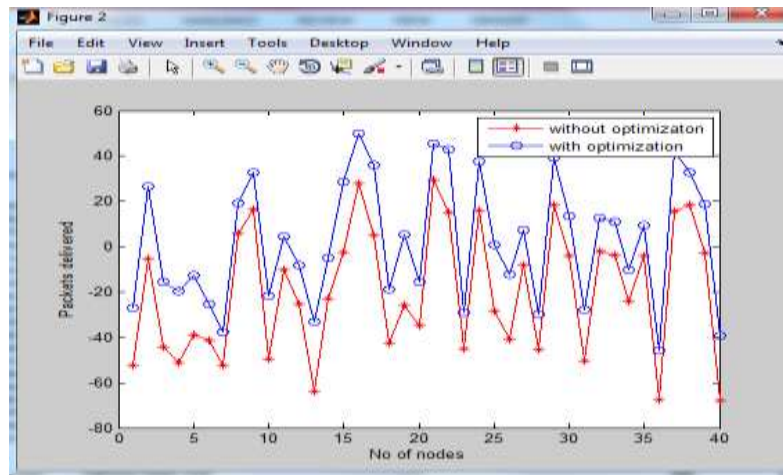 Figure 2
File Edit View Insert Tools Desktop Window Help
60
40
20
0
-20
-40
-60
-80
Packets delivered
without optimizaton
with optimization
0 5 10 15 20 25 30 35 40
No of nodes